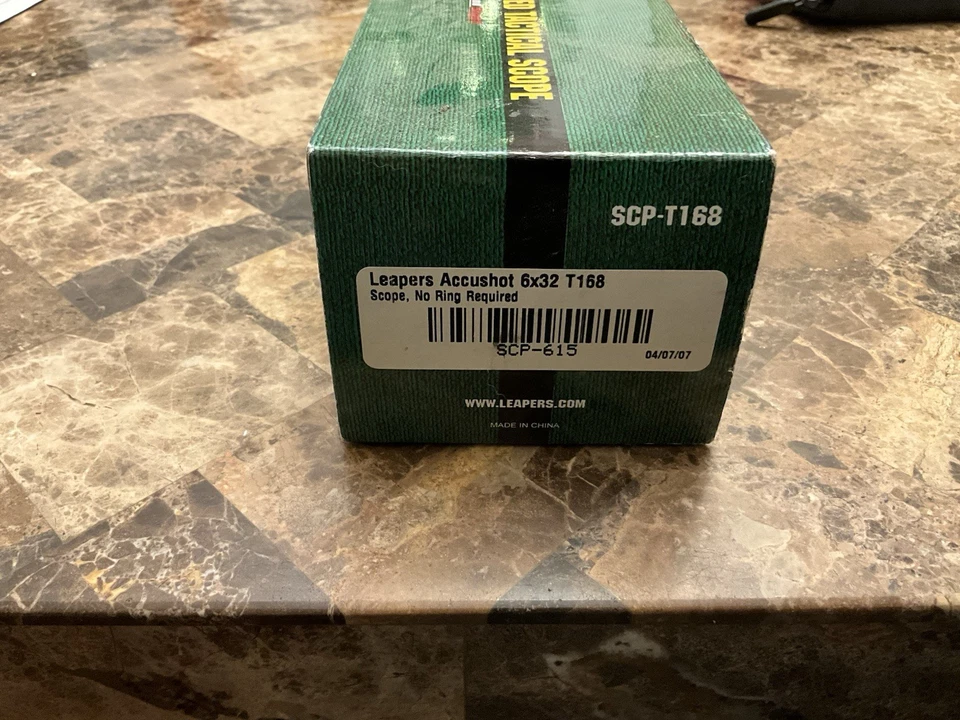 TACTICAL SCOPE
SCP-T168
Leapers Accushot 6x32 T168
Scope, No Ring Required
SCP-615
04/07/07
WWW.LEAPERS.COM
MADE IN CHINA